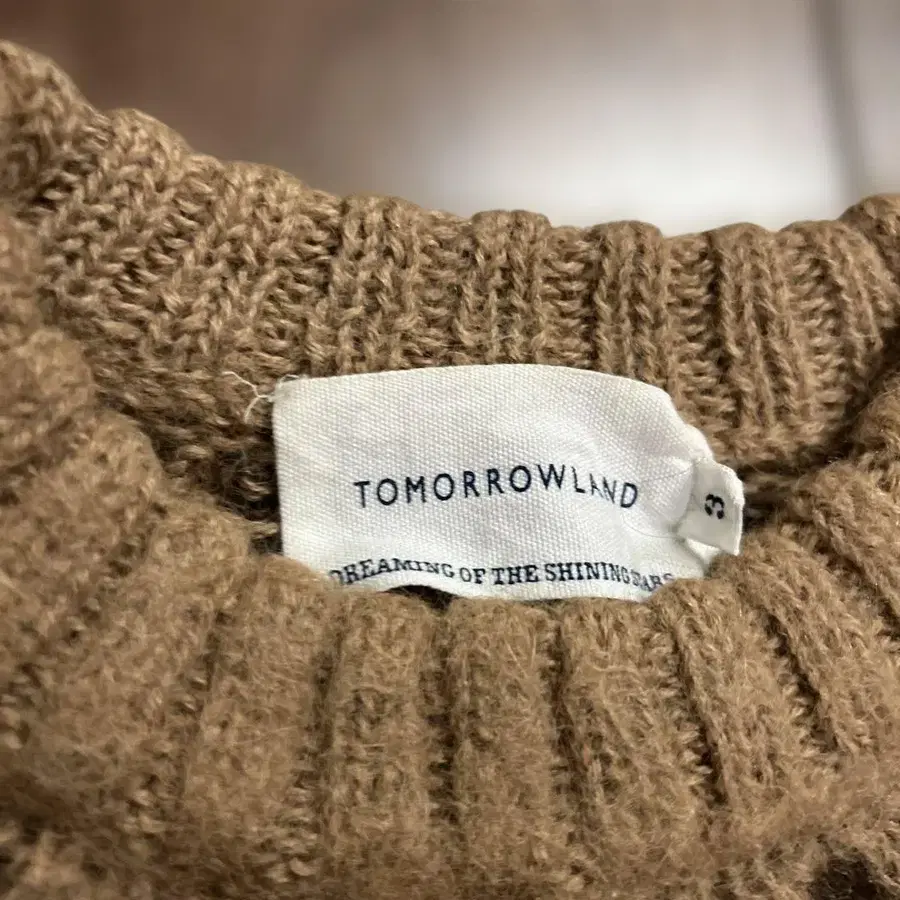 TOMORROWLAND
3
DREAMING OF THE SHINING STARS